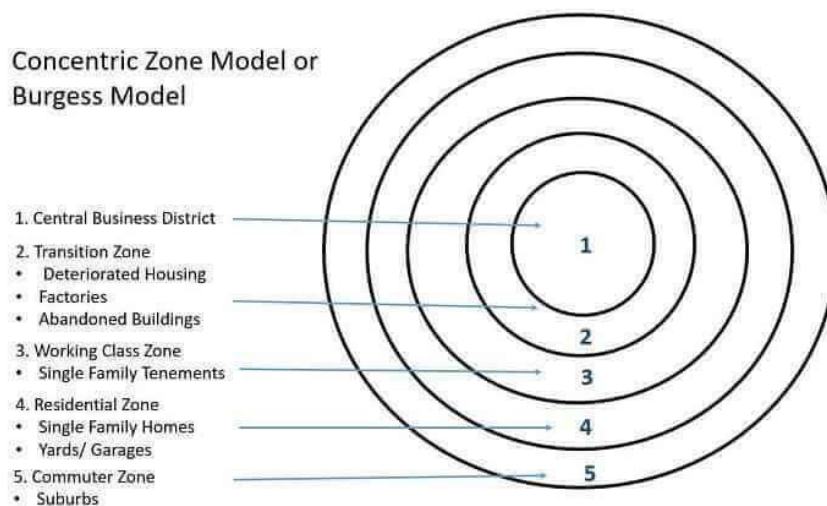 Concentric Zone Model or
Burgess Model
1. Central Business District
2. Transition Zone
• Deteriorated Housing
• Factories
• Abandoned Buildings
3. Working Class Zone
• Single Family Tenements
4. Residential Zone
• Single Family Homes
• Yards/ Garages
5. Commuter Zone
• Suburbs
1
2
3
4
5